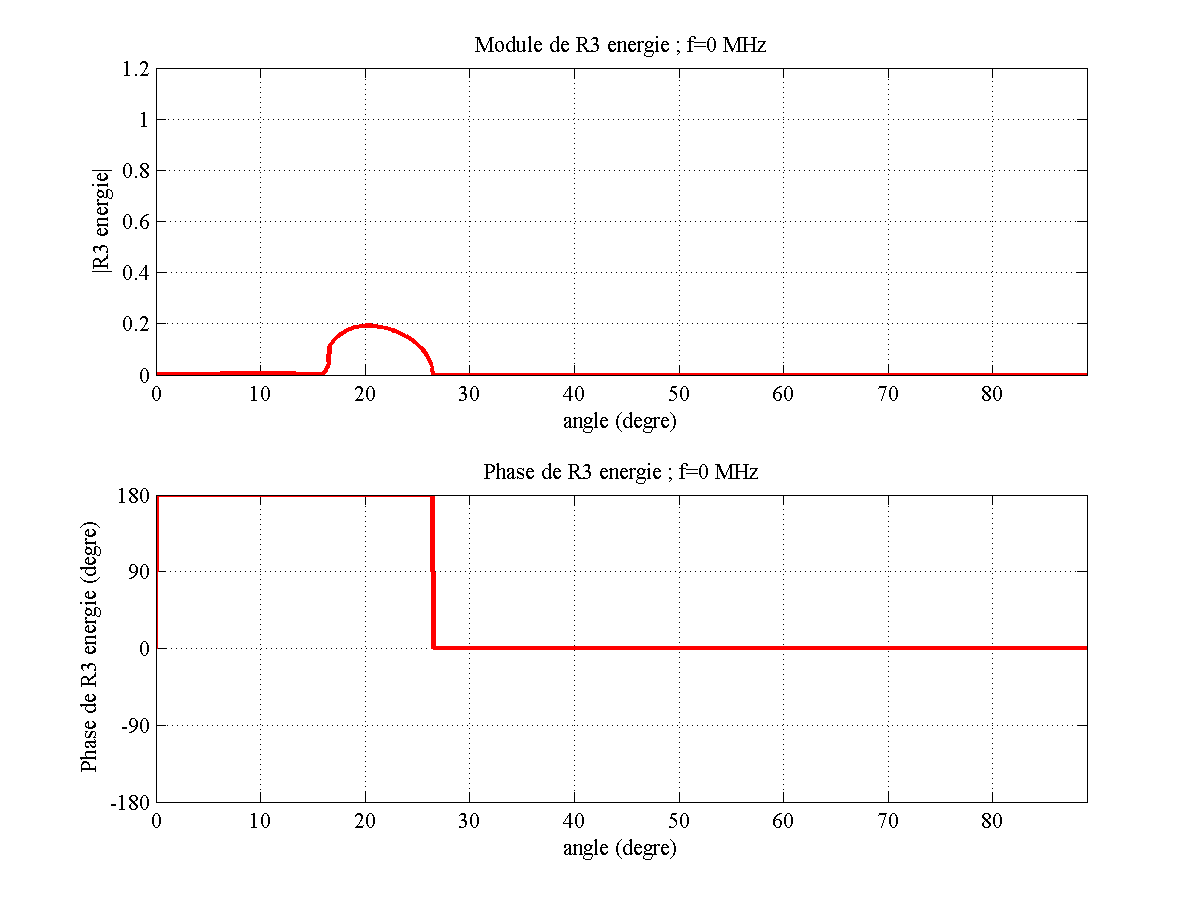 Module de R3 energie ; f=0 MHz
1.2
1
0.8
0.6
0.4
0.2
0
|R3 energie|
0 10 20 30 40 50 60 70 80
angle (degre)
Phase de R3 energie ; f=0 MHz
180
90
0
-90
-180
Phase de R3 energie (degre)
0 10 20 30 40 50 60 70 80
angle (degre)